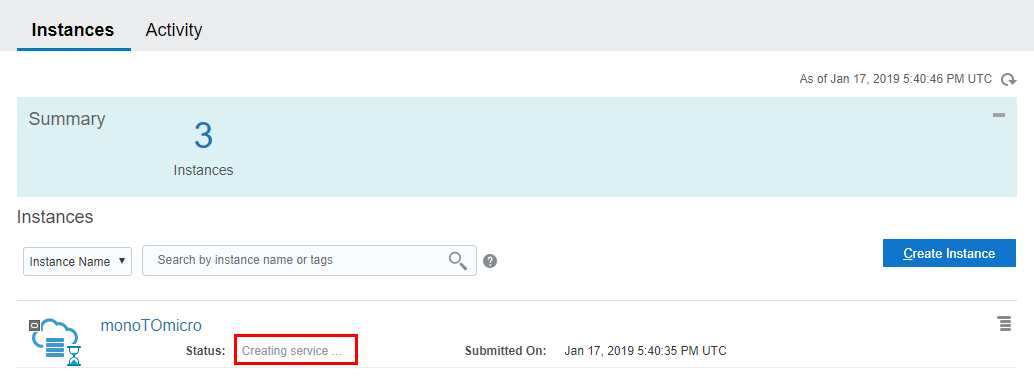 Instances Activity
As of Jan 17, 2019 5:40:46 PM UTC
Summary
3
Instances
Instances
Instance Name Search by instance name or tags ?
Create Instance
monoTOmicro
Status: Creating service ... Submitted On: Jan 17, 2019 5:40:35 PM UTC